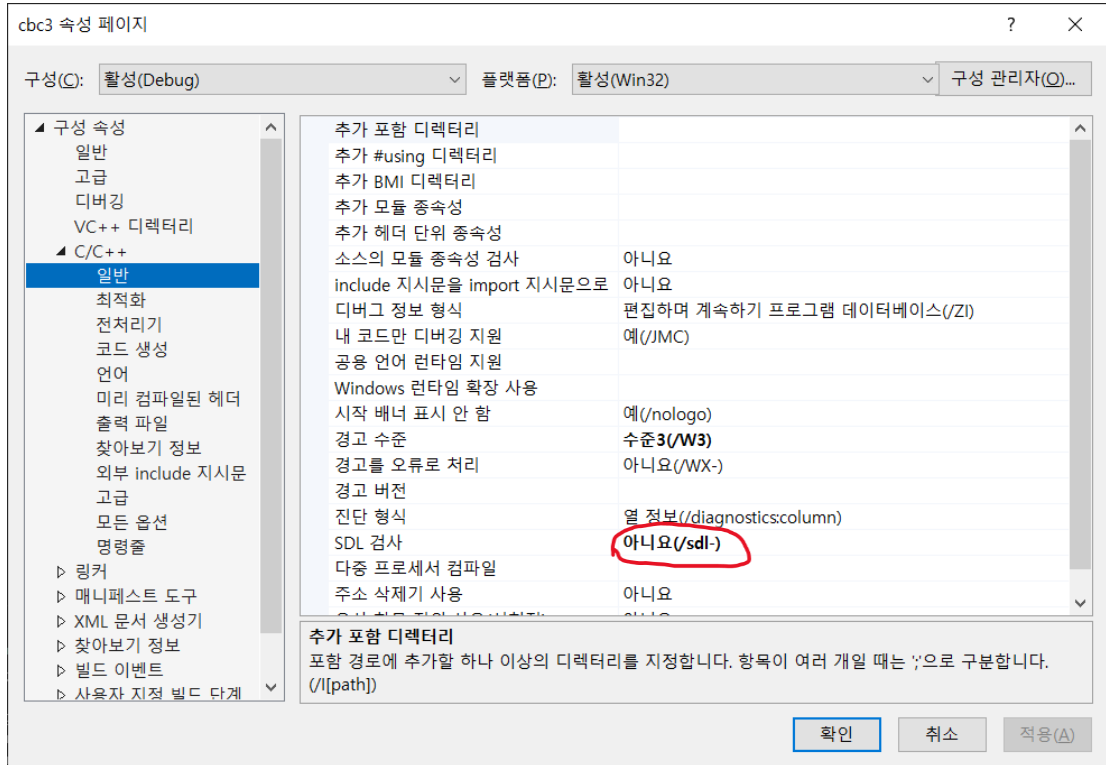 cbc3 속성 페이지
?
구성(C): 활성(Debug) 플랫폼(P): 활성(Win32) 구성 관리자(O)...
구성 속성
일반
고급
디버깅
VC++ 디렉터리
C/C++
일반
최적화
전처리기
코드 생성
언어
미리 컴파일된 헤더
출력 파일
찾아보기 정보
외부 include 지시문
고급
모든 옵션
명령줄
링커
매니페스트 도구
XML 문서 생성기
찾아보기 정보
빌드 이벤트
사용자 지정 빌드 단계
추가 포함 디렉터리
추가 #using 디렉터리
추가 BMI 디렉터리
추가 모듈 종속성
추가 헤더 단위 종속성
소스의 모듈 종속성 검사 아니요
include 지시문을 import 지시문으로 아니요
디버그 정보 형식 편집하며 계속하기 프로그램 데이터베이스(/ZI)
내 코드만 디버깅 지원 예(/JMC)
공용 언어 런타임 지원
Windows 런타임 확장 사용
시작 배너 표시 안 함 예(/nologo)
경고 수준 수준3(/W3)
경고를 오류로 처리 아니요(/WX-)
경고 버전
진단 형식 열 정보(/diagnostics:column)
SDL 검사 아니요(/sdl-)
다중 프로세서 컴파일
주소 삭제기 사용 아니요
추가 포함 디렉터리
포함 경로에 추가할 하나 이상의 디렉터리를 지정합니다. 항목이 여러 개일 때는 ';'으로 구분합니다.
(/I[path])
확인 취소 적용(A)